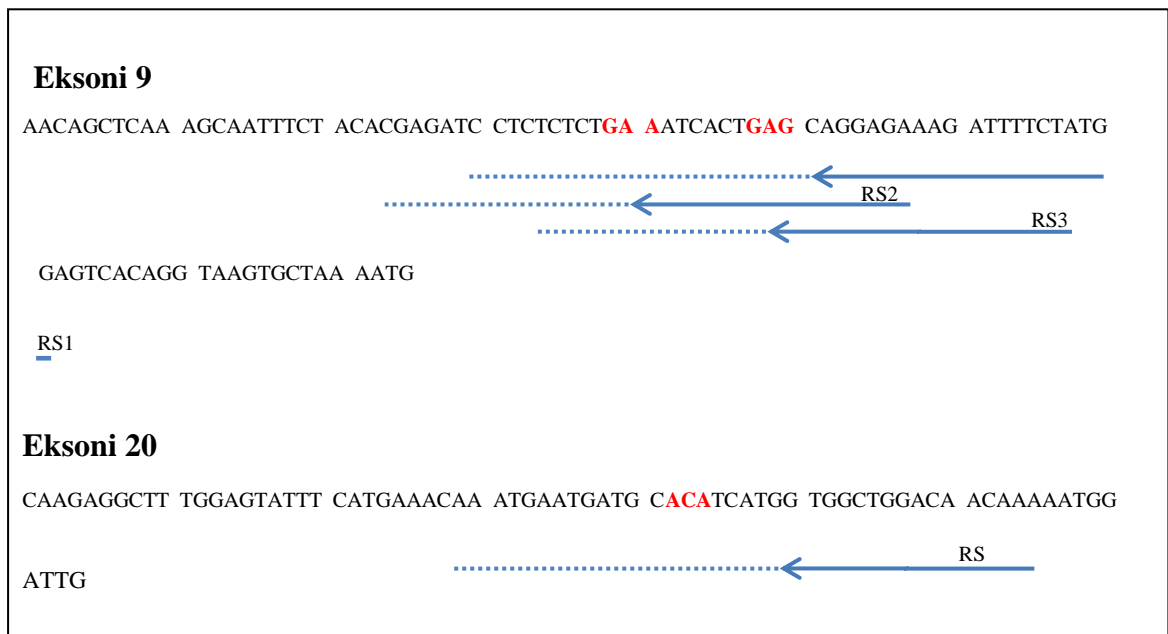 Eksoni 9
AACAGCTCAA AGCAATTTCT ACACGAGATC CTCTCTCTGA AATCACTGAG CAGGAGAAAG ATTTTCTATG
RS2
RS3
GAGTCACAGG TAAGTGCTAA AATG
RS1
Eksoni 20
CAAGAGGCTT TGGAGTATTT CATGAAACAA ATGAATGATG CACATCATGG TGGCTGGACA ACAAAAATGG
RS
ATTG